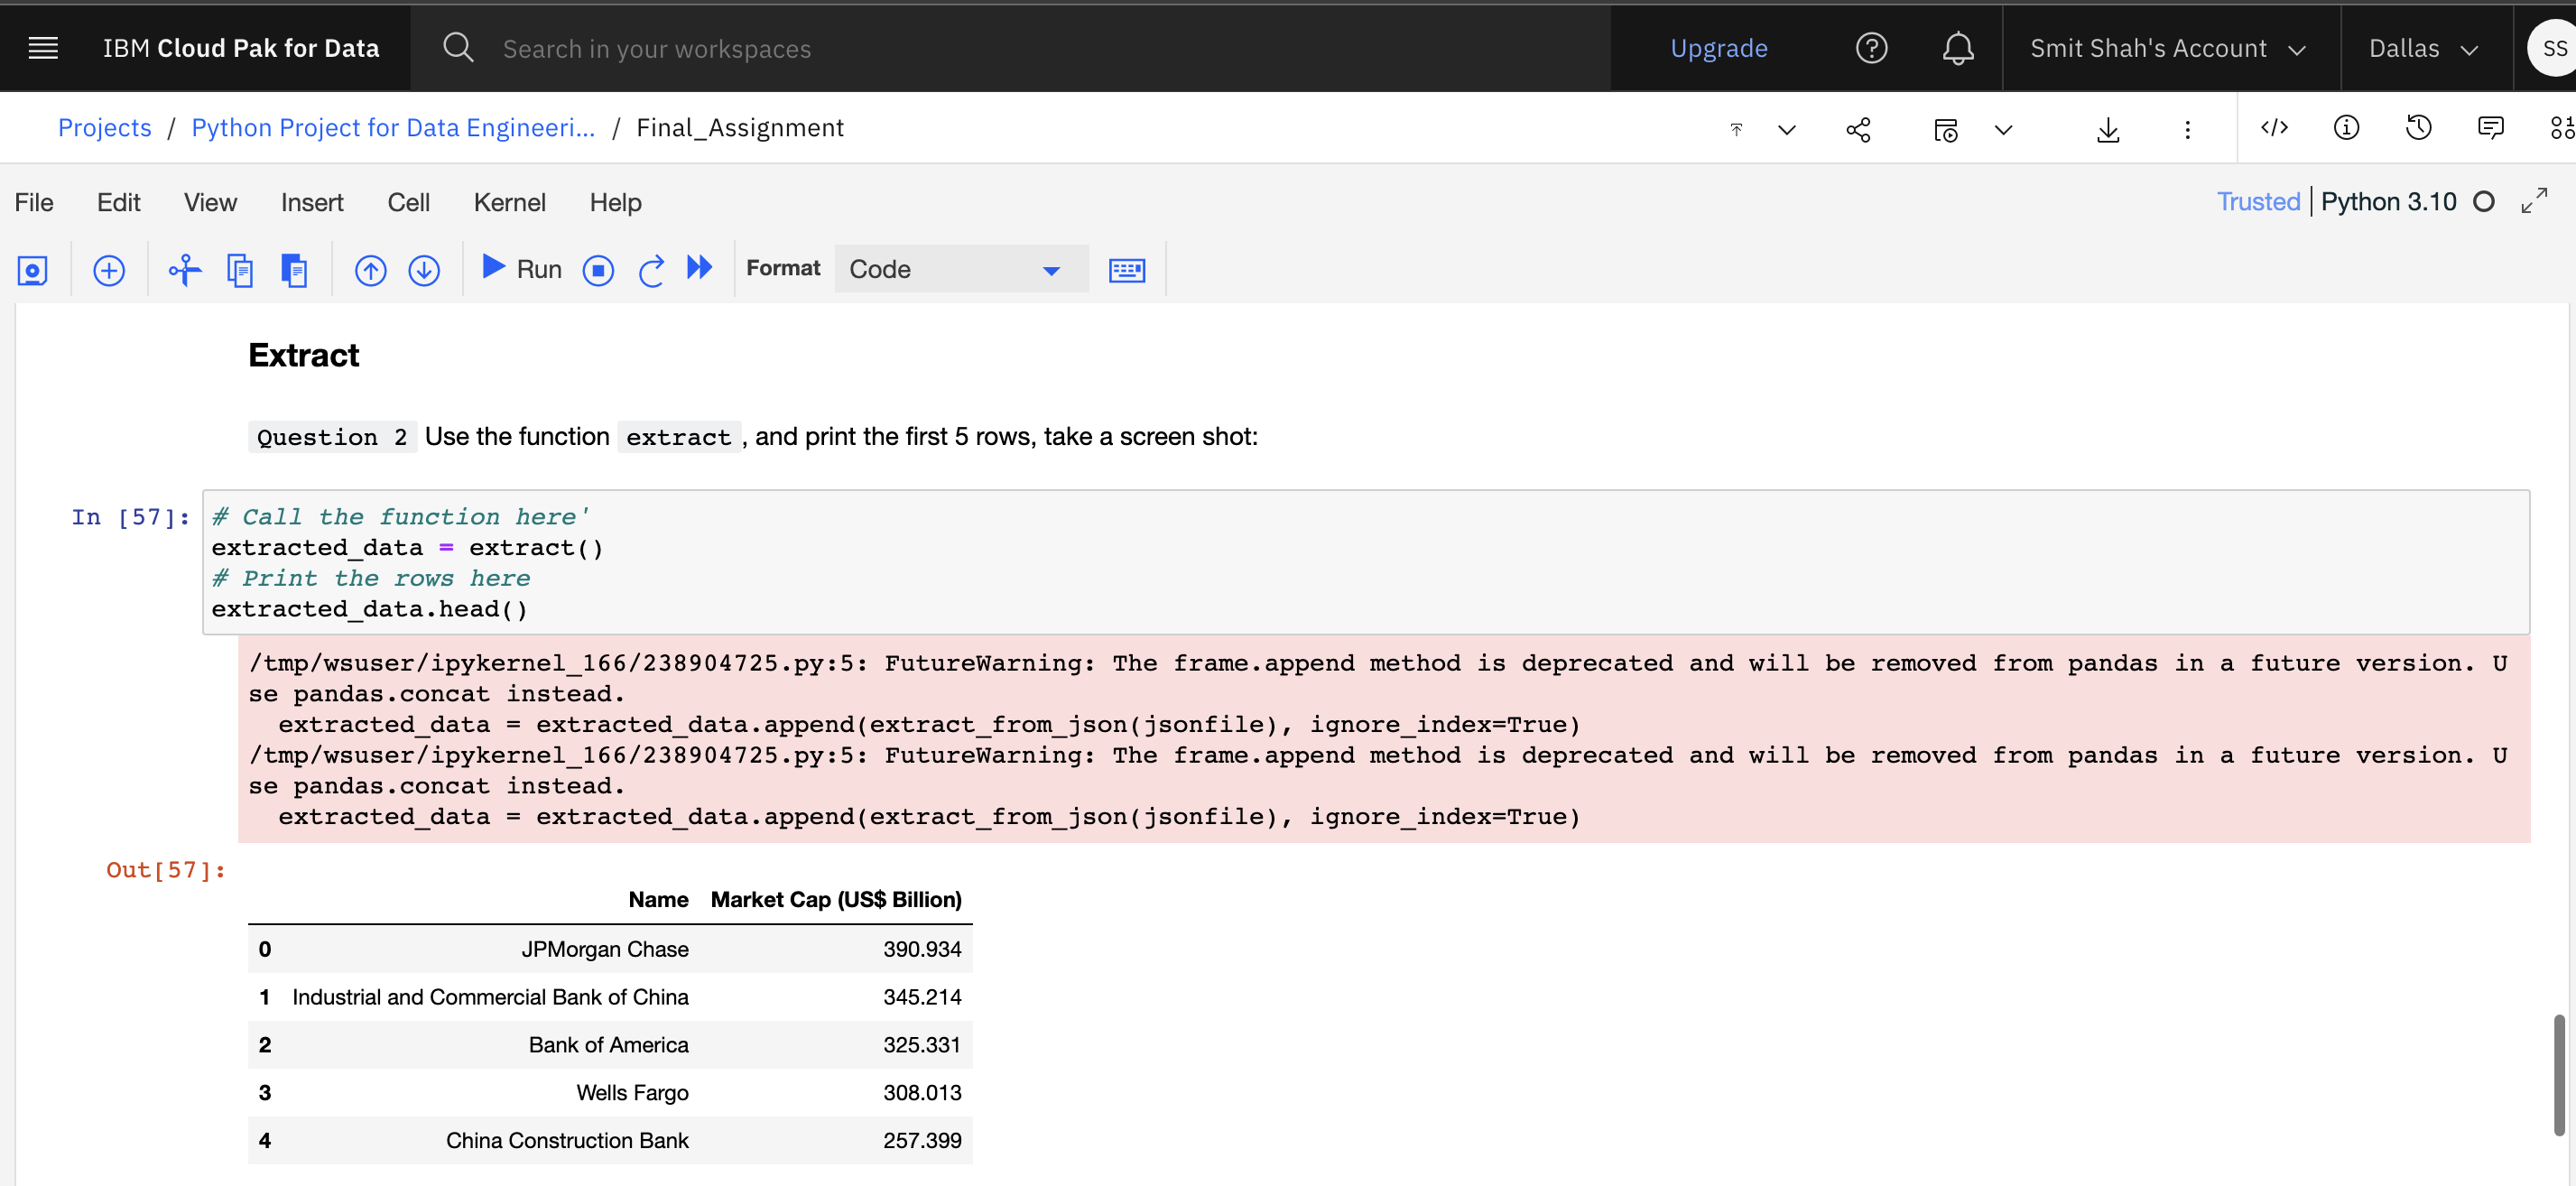 IBM Cloud Pak for Data
Search in your workspaces
Upgrade
Smit Shah's Account
Dallas
SS
Projects / Python Project for Data Engineeri... / Final_Assignment
File Edit View Insert Cell Kernel Help
Trusted | Python 3.10
Run
Format
Code
Extract
Question 2 Use the function extract , and print the first 5 rows, take a screen shot:
In [57]:
# Call the function here'
extracted_data = extract()
# Print the rows here
extracted_data.head()
/tmp/wsuser/ipykernel_166/238904725.py:5: FutureWarning: The frame.append method is deprecated and will be removed from pandas in a future version. U
se pandas.concat instead.
extracted_data = extracted_data.append(extract_from_json(jsonfile), ignore_index=True)
/tmp/wsuser/ipykernel_166/238904725.py:5: FutureWarning: The frame.append method is deprecated and will be removed from pandas in a future version. U
se pandas.concat instead.
extracted_data = extracted_data.append(extract_from_json(jsonfile), ignore_index=True)
Out[57]:
Name Market Cap (US$ Billion)
0 JPMorgan Chase 390.934
1 Industrial and Commercial Bank of China 345.214
2 Bank of America 325.331
3 Wells Fargo 308.013
4 China Construction Bank 257.399